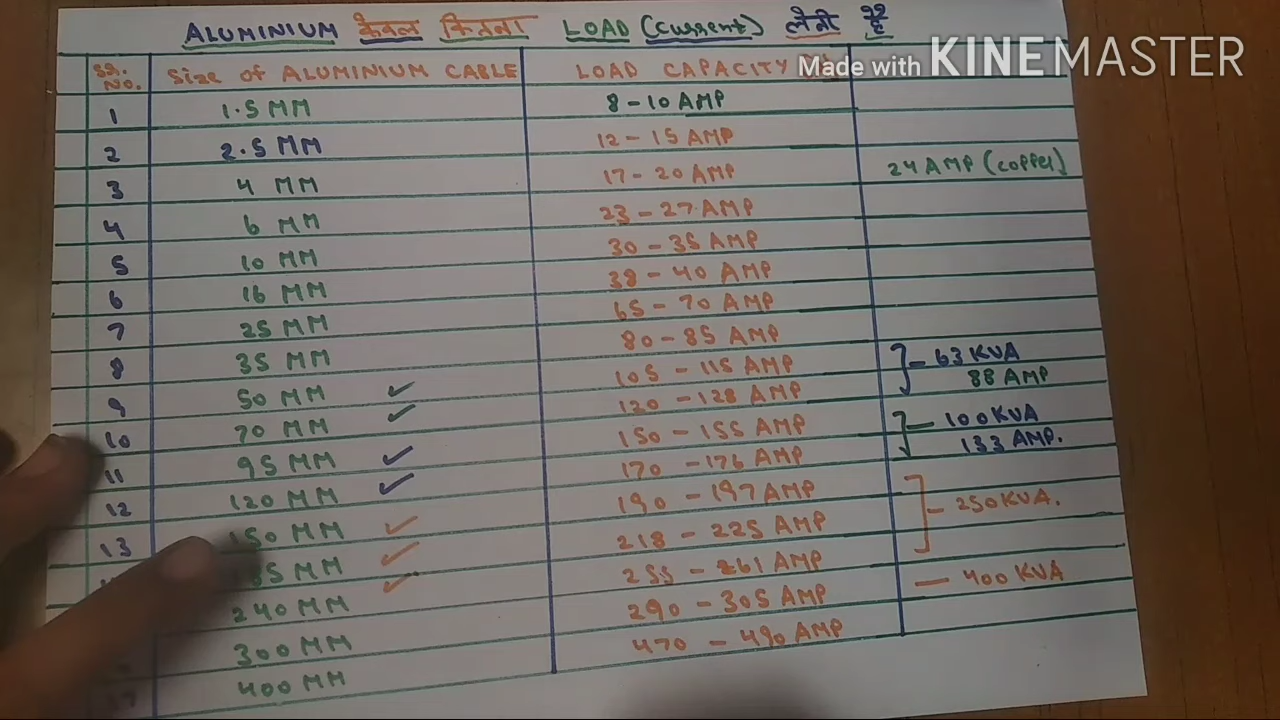 ALUMINIUM केबल कितना LOAD (current) लेती है
Made with KINEMASTER
SR. NO. Size of ALUMINIUM CABLE LOAD CAPACITY
1 1.5 MM 8-10 AMP
2 2.5 MM 12-15 AMP
3 4 MM 17-20 AMP 24 AMP (copper)
4 6 MM 23-27 AMP
5 10 MM 30-35 AMP
6 16 MM 38-40 AMP
7 25 MM 65-70 AMP
8 35 MM 80-85 AMP
9 50 MM ✓ 105-115 AMP 63 KVA
10 70 MM ✓ 120-128 AMP 88 AMP
11 95 MM ✓ 150-155 AMP 100 KVA
12 120 MM ✓ 170-176 AMP 133 AMP.
13 150 MM ✓ 190-197 AMP
85 MM ✓ 218-225 AMP 250 KVA.
240 MM ✓ 255-261 AMP
300 MM 290-305 AMP 400 KVA
400 MM 470-490 AMP